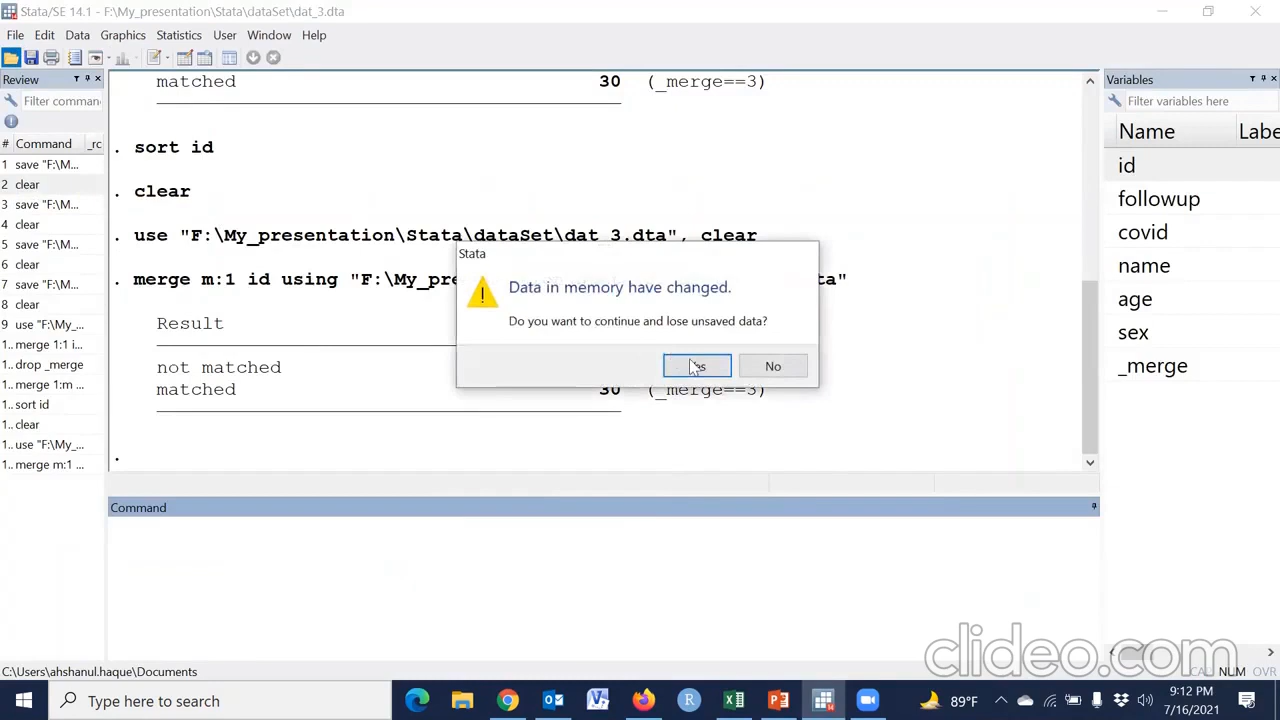 Stata/SE 14.1 - F:\My_presentation\Stata\dataSet\dat_3.dta
File Edit Data Graphics Statistics User Window Help
Review
Filter comman
# Command _rc
1 save "F:\M...
2 clear
3 save "F:\M...
4 clear
5 save "F:\M...
6 clear
7 save "F:\M...
8 clear
9 use "F:\My_...
1.. merge 1:1 i...
1.. drop _merge
1.. merge 1:m ...
1.. sort id
1.. clear
1.. use "F:\My_...
1.. merge m:1 ...
matched 30 (_merge==3)
. sort id
. clear
. use "F:\My_presentation\Stata\dataSet\dat_3.dta", clear
. merge m:1 id using "F:\My_pre ta"
Result
not matched
matched 30 (_merge==3)
.
Stata
Data in memory have changed.
Do you want to continue and lose unsaved data?
No
Command
Variables
Filter variables here
Name Labe
id
followup
covid
name
age
sex
_merge
clideo.com
C:\Users\ahshanul.haque\Documents
NUM OVR
Type here to search
89°F
9:12 PM
7/16/2021